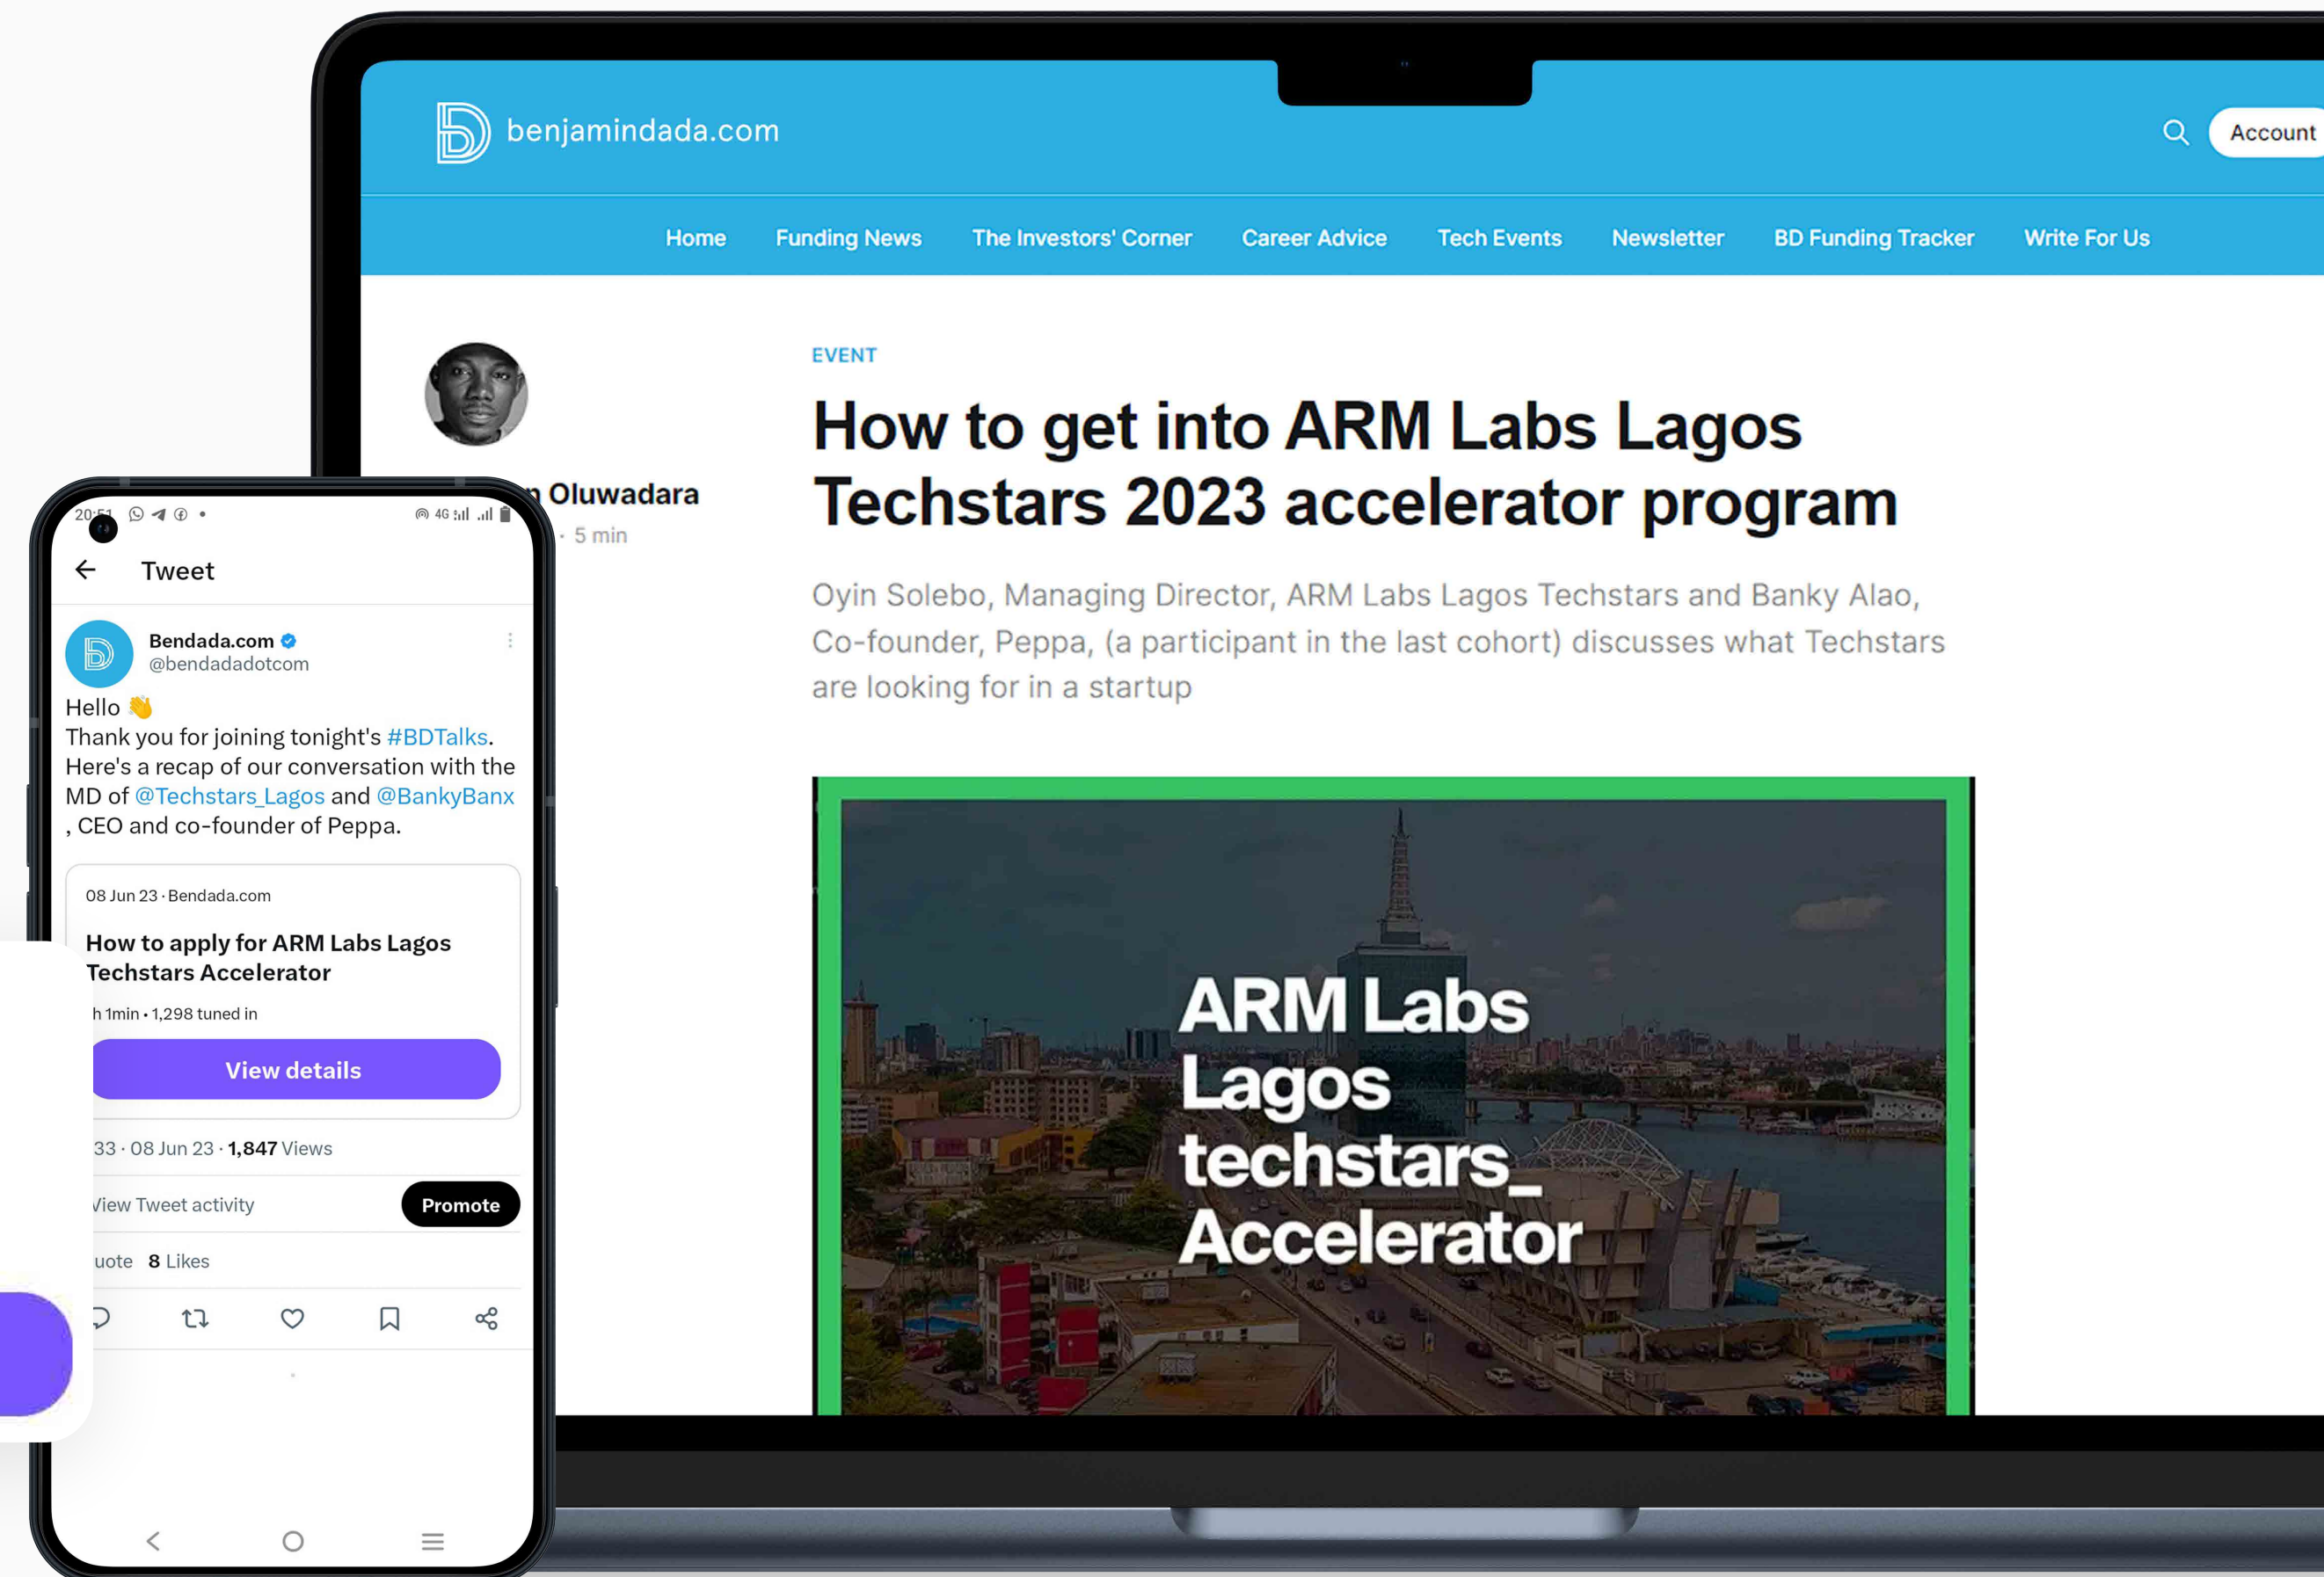 benjamindada.com
Account
Home Funding News The Investors' Corner Career Advice Tech Events Newsletter BD Funding Tracker Write For Us
Oluwadara
· 5 min
EVENT
How to get into ARM Labs Lagos
Techstars 2023 accelerator program
Oyin Solebo, Managing Director, ARM Labs Lagos Techstars and Banky Alao,
Co-founder, Peppa, (a participant in the last cohort) discusses what Techstars
are looking for in a startup
ARM Labs
Lagos
techstars_
Accelerator
4G
Tweet
Bendada.com
@bendadadotcom
Hello 👋
Thank you for joining tonight's #BDTalks.
Here's a recap of our conversation with the
MD of @Techstars_Lagos and @BankyBanx
, CEO and co-founder of Peppa.
08 Jun 23 · Bendada.com
How to apply for ARM Labs Lagos
Techstars Accelerator
h 1min • 1,298 tuned in
View details
33 · 08 Jun 23 · 1,847 Views
View Tweet activity
Promote
8 Likes